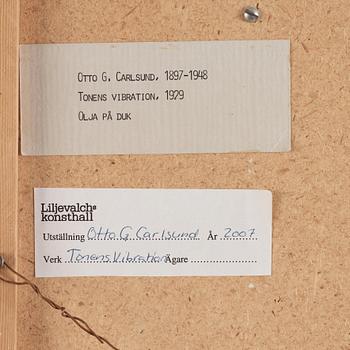 OTTO G. CARLSUND, 1897-1948
TONENS VIBRATION, 1929
OLJA PÅ DUK
Liljevalchs
konsthall
Utställning Otto G Carlsund År 2007
Verk Tonens Vibration Ägare